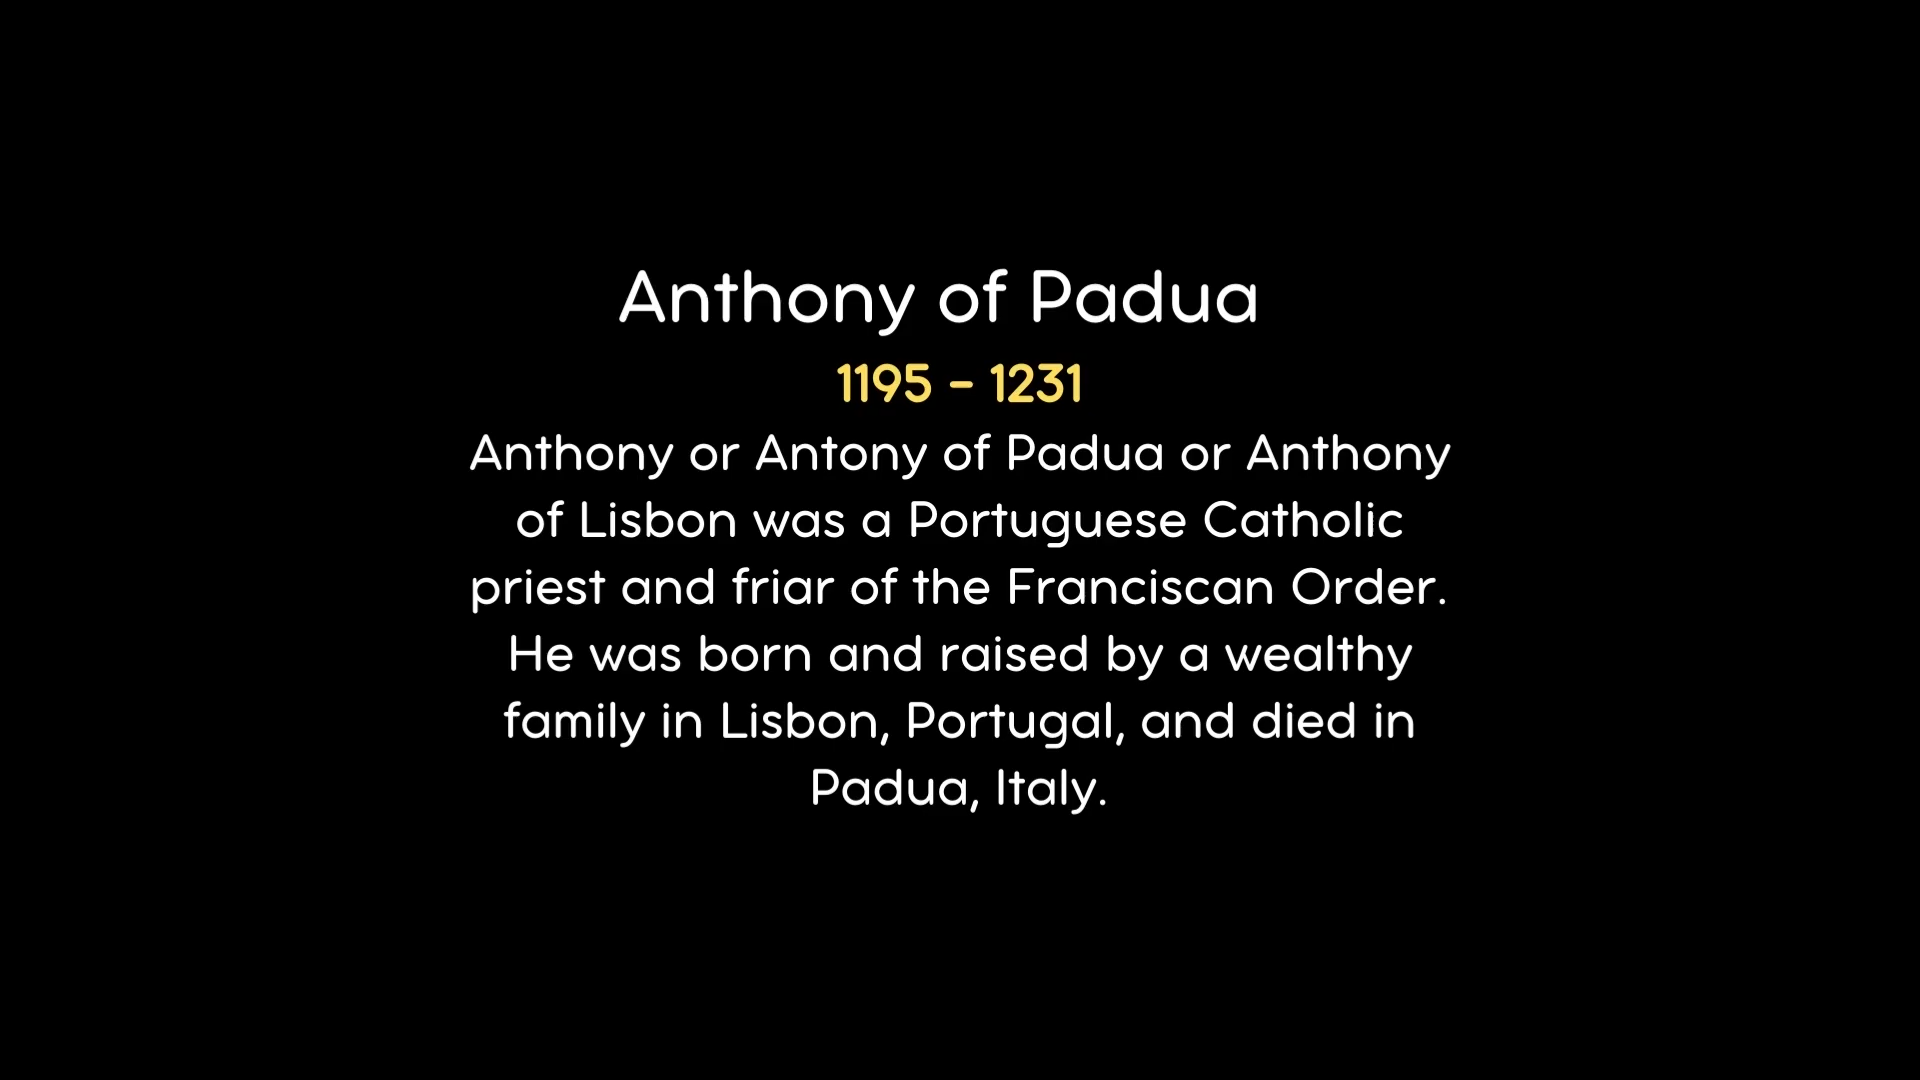 Anthony of Padua
1195 - 1231
Anthony or Antony of Padua or Anthony
of Lisbon was a Portuguese Catholic
priest and friar of the Franciscan Order.
He was born and raised by a wealthy
family in Lisbon, Portugal, and died in
Padua, Italy.